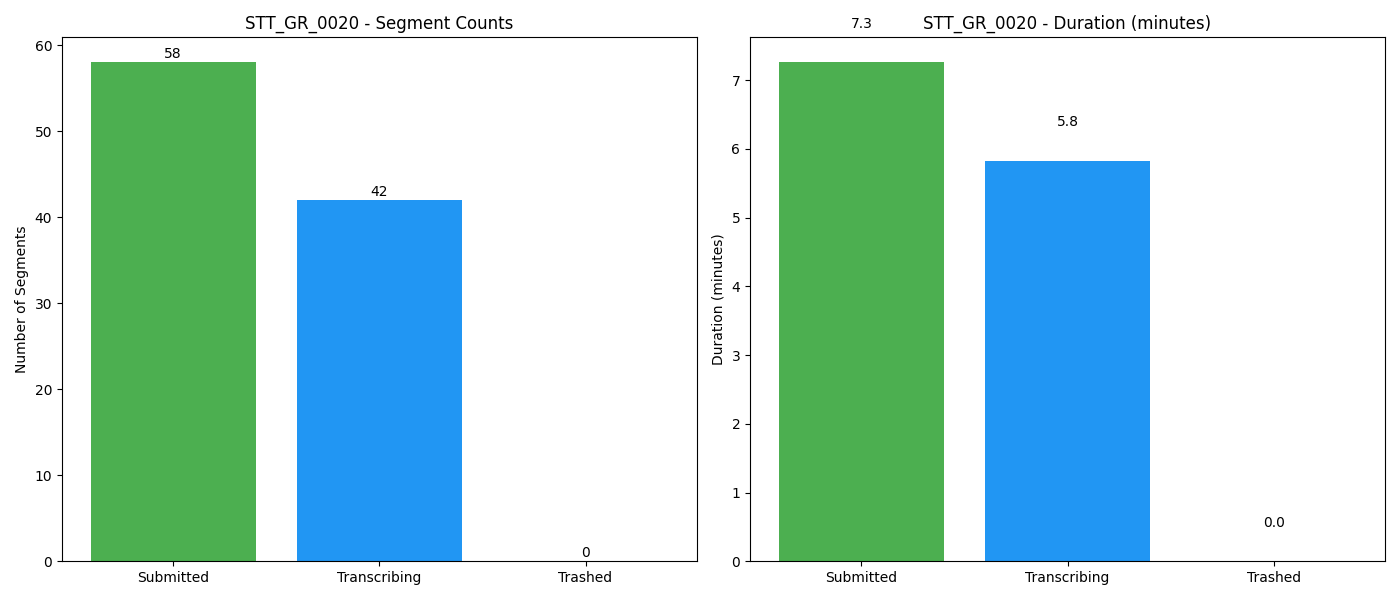 STT_GR_0020 - Segment Counts
Number of Segments
60
50
40
30
20
10
0
58
42
0
Submitted
Transcribing
Trashed
STT_GR_0020 - Duration (minutes)
Duration (minutes)
7
6
5
4
3
2
1
0
7.3
5.8
0.0
Submitted
Transcribing
Trashed